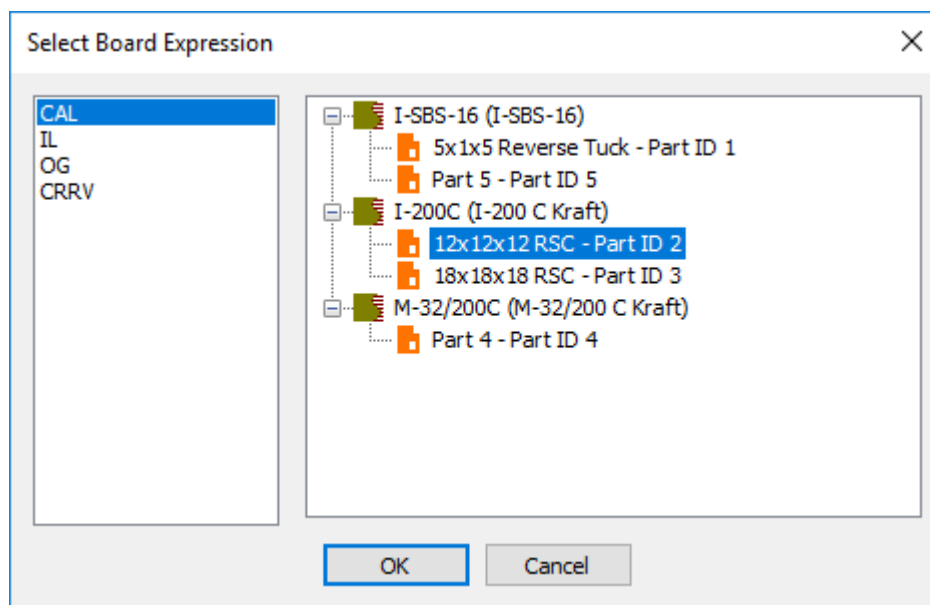 Select Board Expression
CAL
IL
OG
CRRV
I-SBS-16 (I-SBS-16)
5x1x5 Reverse Tuck - Part ID 1
Part 5 - Part ID 5
I-200C (I-200 C Kraft)
12x12x12 RSC - Part ID 2
18x18x18 RSC - Part ID 3
M-32/200C (M-32/200 C Kraft)
Part 4 - Part ID 4
OK
Cancel